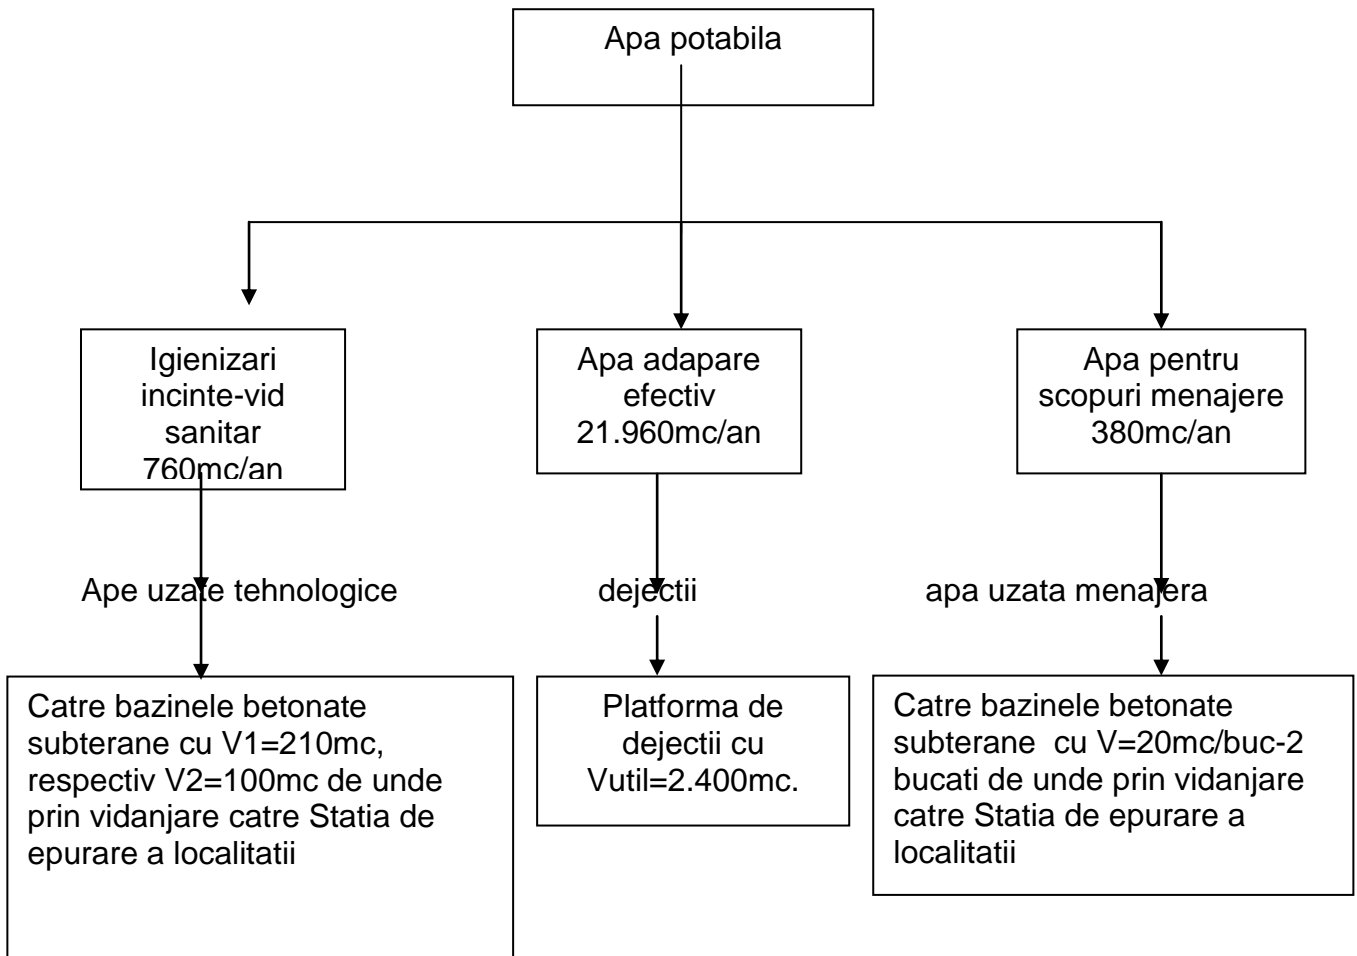 Apa potabila
Igienizari
incinte-vid
sanitar
760mc/an
Apa adapare
efectiv
21.960mc/an
Apa pentru
scopuri menajere
380mc/an
Ape uzate tehnologice
dejectii
apa uzata menajera
Catre bazinele betonate
subterane cu V1=210mc,
respectiv V2=100mc de unde
prin vidanjare catre Statia de
epurare a localitatii
Platforma de
dejectii cu
Vutil=2.400mc.
Catre bazinele betonate
subterane  cu V=20mc/buc-2
bucati de unde prin vidanjare
catre Statia de epurare a
localitatii